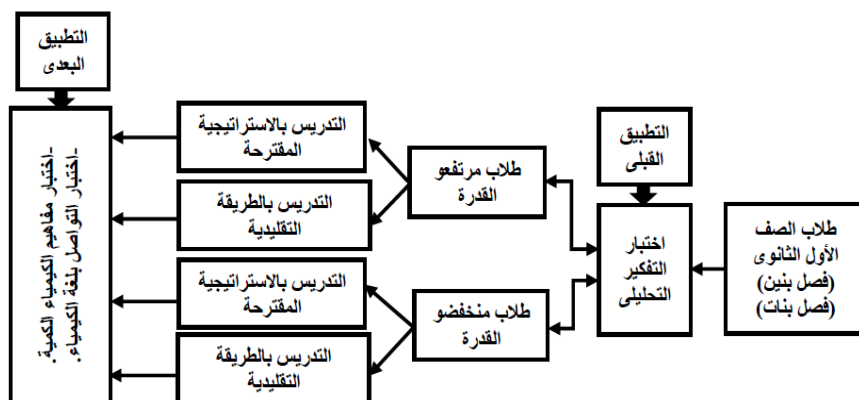 طلاب الصف
الأول الثانوى
(فصل بنين)
(فصل بنات)
التطبيق
القبلى
اختبار
التفكير
التحليلى
طلاب مرتفعو
القدرة
طلاب منخفضو
القدرة
التدريس بالاستراتيجية
المقترحة
التدريس بالطريقة
التقليدية
التدريس بالاستراتيجية
المقترحة
التدريس بالطريقة
التقليدية
التطبيق
البعدى
-اختبار مفاهيم الكيمياء الكمية.
-اختبار التواصل بلغة الكيمياء.